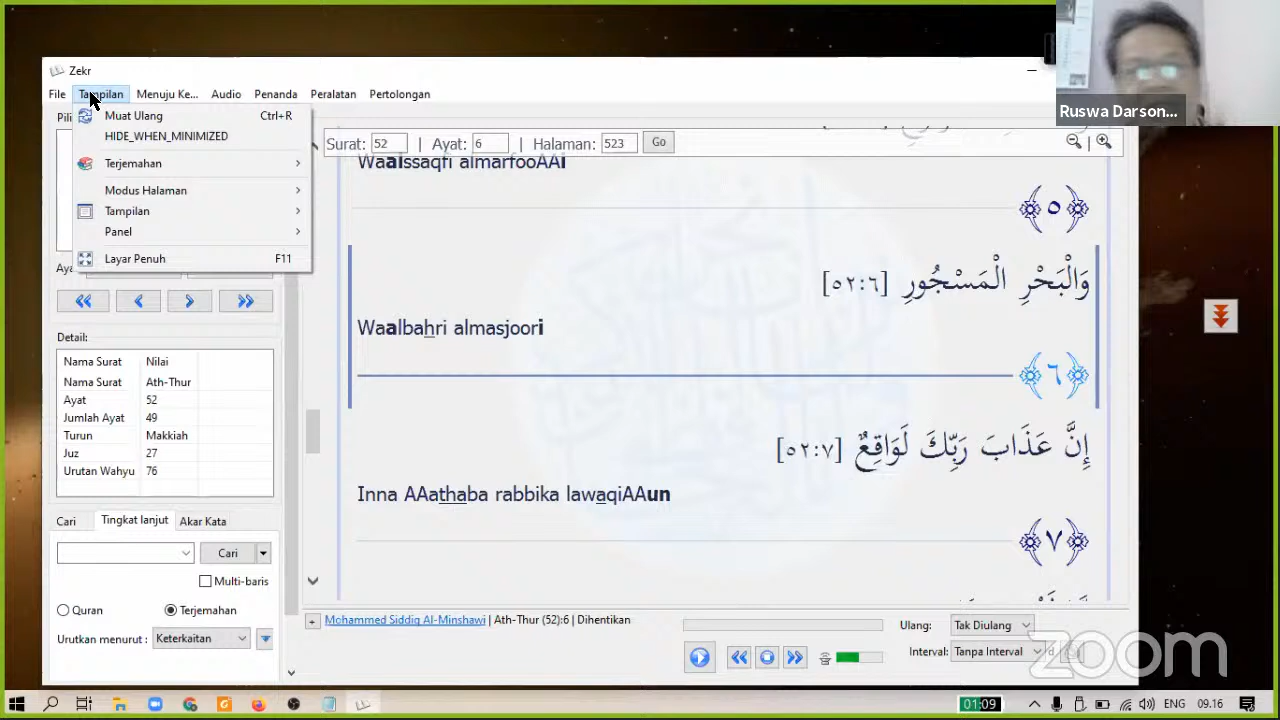 Zekr
Ruswa Darson...
File Tampilan Menuju Ke... Audio Penanda Peralatan Pertolongan
Muat Ulang Ctrl+R
HIDE_WHEN_MINIMIZED
Terjemahan
Modus Halaman
Tampilan
Panel
Layar Penuh F11
Surat: 52 | Ayat: 6 | Halaman: 523 Go
Waalssaqfi almarfooAAi
٥
وَالْبَحْرِ الْمَسْجُورِ [٥٢:٦]
Waalbahri almasjoori
٦
إِنَّ عَذَابَ رَبِّكَ لَوَاقِعٌ [٥٢:٧]
Inna AAathaba rabbika lawaqiAAun
٧
Detail:
Nama Surat Nilai
Nama Surat Ath-Thur
Ayat 52
Jumlah Ayat 49
Turun Makkiah
Juz 27
Urutan Wahyu 76
Cari Tingkat lanjut Akar Kata
Cari
Multi-baris
Quran Terjemahan
Urutkan menurut : Keterkaitan
Mohammed Siddiq Al-Minshawi | Ath-Thur (52):6 | Dihentikan
Ulang: Tak Diulang
Interval: Tanpa Interval
zoom
01:09 ENG 09.16